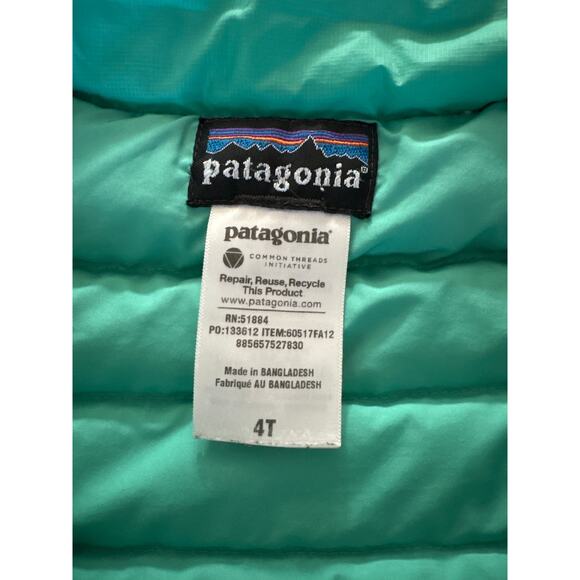 patagonia®
patagonia®
COMMON THREADS
INITIATIVE
Repair, Reuse, Recycle
This Product
www.patagonia.com
RN:51884
PO:133612 ITEM:60517FA12
885657527830
Made in BANGLADESH
Fabriqué AU BANGLADESH
4T